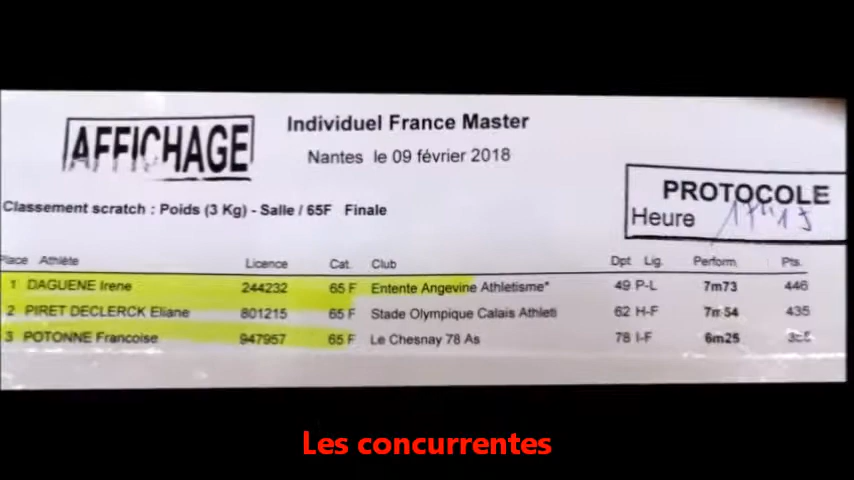 AFFICHAGE
Individuel France Master
Nantes le 09 février 2018
PROTOCOLE
Heure 17H15
Classement scratch : Poids (3 Kg) - Salle / 65F Finale
Place Athlète Licence Cat. Club Dpt Lig. Perform. Pts.
1 DAGUENE Irene 244232 65 F Entente Angevine Athletisme* 49 P-L 7m73 446
2 PIRET DECLERCK Eliane 801215 65 F Stade Olympique Calais Athleti 62 H-F 7m54 435
3 POTONNE Francoise 947957 65 F Le Chesnay 78 As 78 I-F 6m25
Les concurrentes